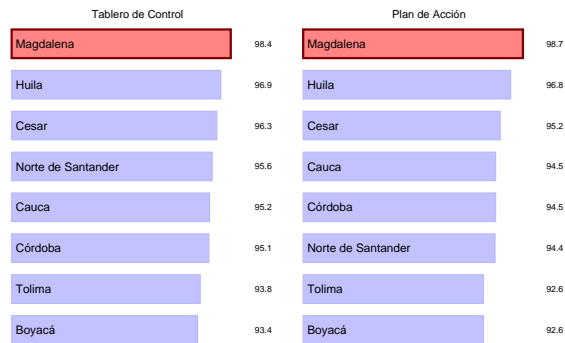 Tablero de Control
Magdalena 98.4
Huila 96.9
Cesar 96.3
Norte de Santander 95.6
Cauca 95.2
Córdoba 95.1
Tolima 93.8
Boyacá 93.4
Plan de Acción
Magdalena 98.7
Huila 96.8
Cesar 95.2
Cauca 94.5
Córdoba 94.5
Norte de Santander 94.4
Tolima 92.6
Boyacá 92.6